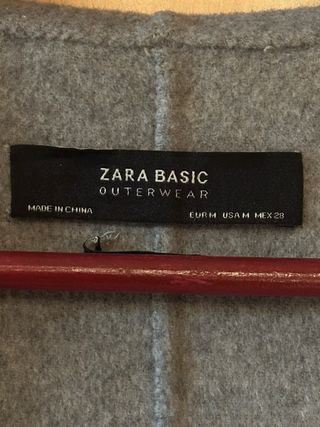 ZARA BASIC
OUTERWEAR
MADE IN CHINA
EUR M USA M MEX 28